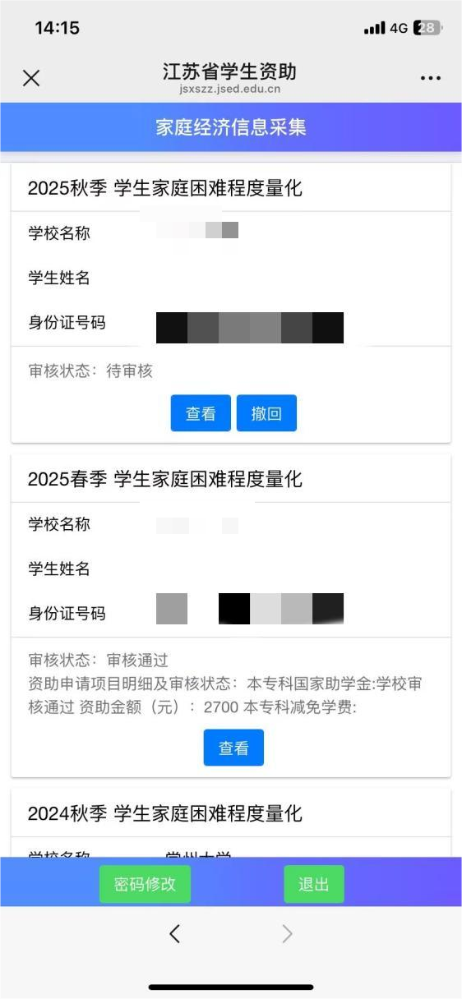 14:15
4G 28
江苏省学生资助
jsxszz.jsed.edu.cn
家庭经济信息采集
2025秋季 学生家庭困难程度量化
学校名称
学生姓名
身份证号码
审核状态：待审核
查看 撤回
2025春季 学生家庭困难程度量化
学校名称
学生姓名
身份证号码
审核状态：审核通过
资助申请项目明细及审核状态：本专科国家助学金:学校审
核通过 资助金额（元）：2700 本专科减免学费:
查看
2024秋季 学生家庭困难程度量化
学校名称 常州大学
密码修改 退出